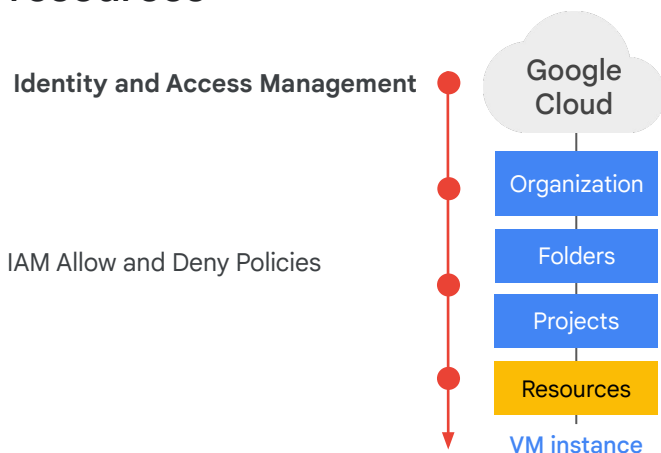 Identity and Access Management
Google
Cloud
Organization
IAM Allow and Deny Policies
Folders
Projects
Resources
VM instance